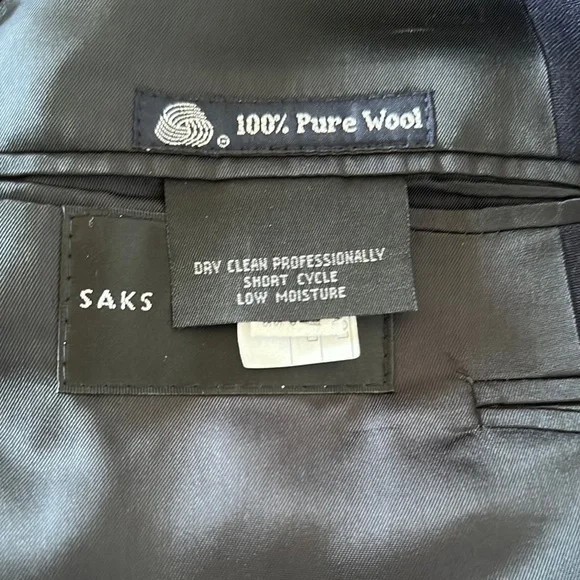 100% Pure Wool
DRY CLEAN PROFESSIONALLY
SHORT CYCLE
LOW MOISTURE
SAKS